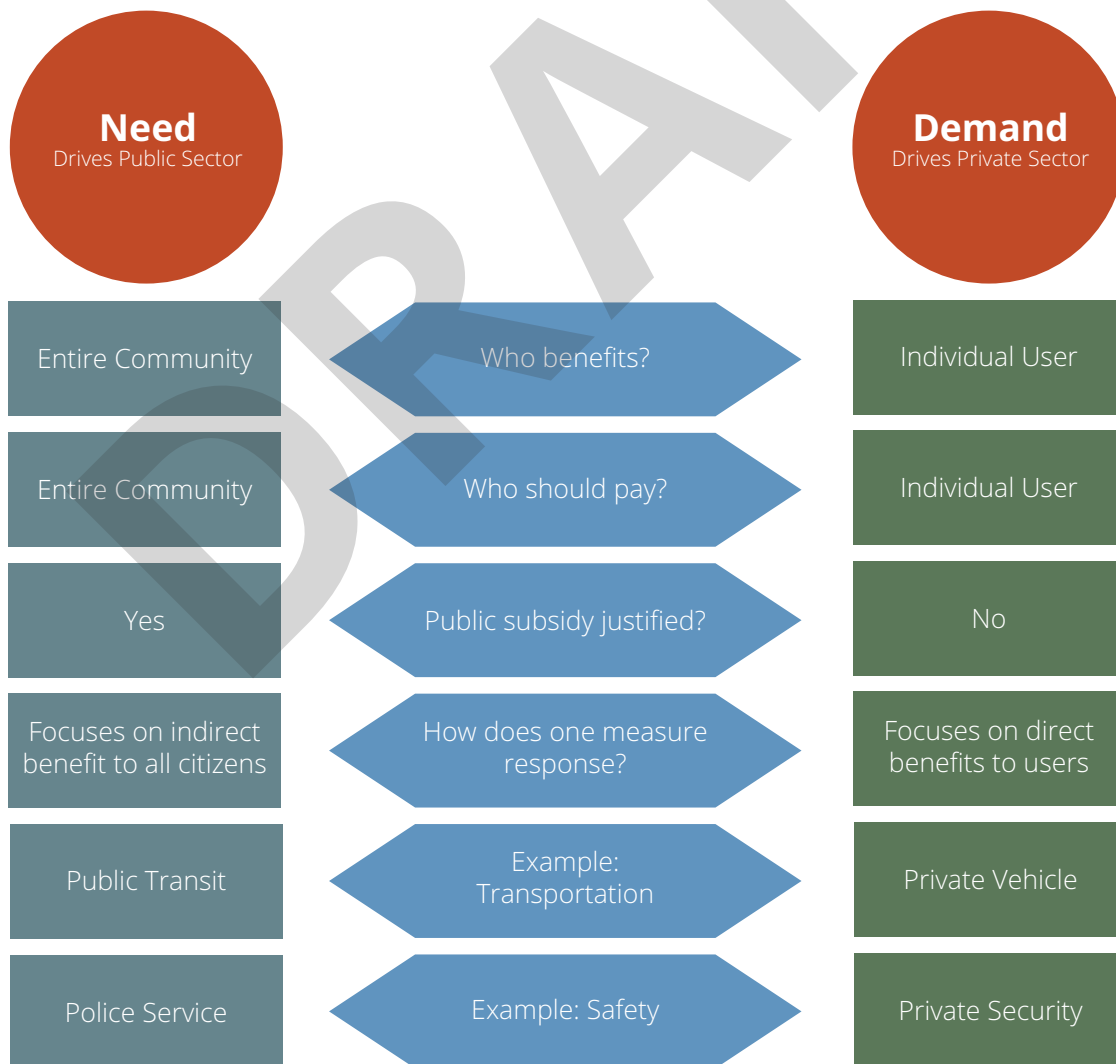 Need
Drives Public Sector
Demand
Drives Private Sector
Entire Community
Who benefits?
Individual User
Entire Community
Who should pay?
Individual User
Yes
Public subsidy justified?
No
Focuses on indirect
benefit to all citizens
How does one measure
response?
Focuses on direct
benefits to users
Public Transit
Example:
Transportation
Private Vehicle
Police Service
Example: Safety
Private Security
DRA